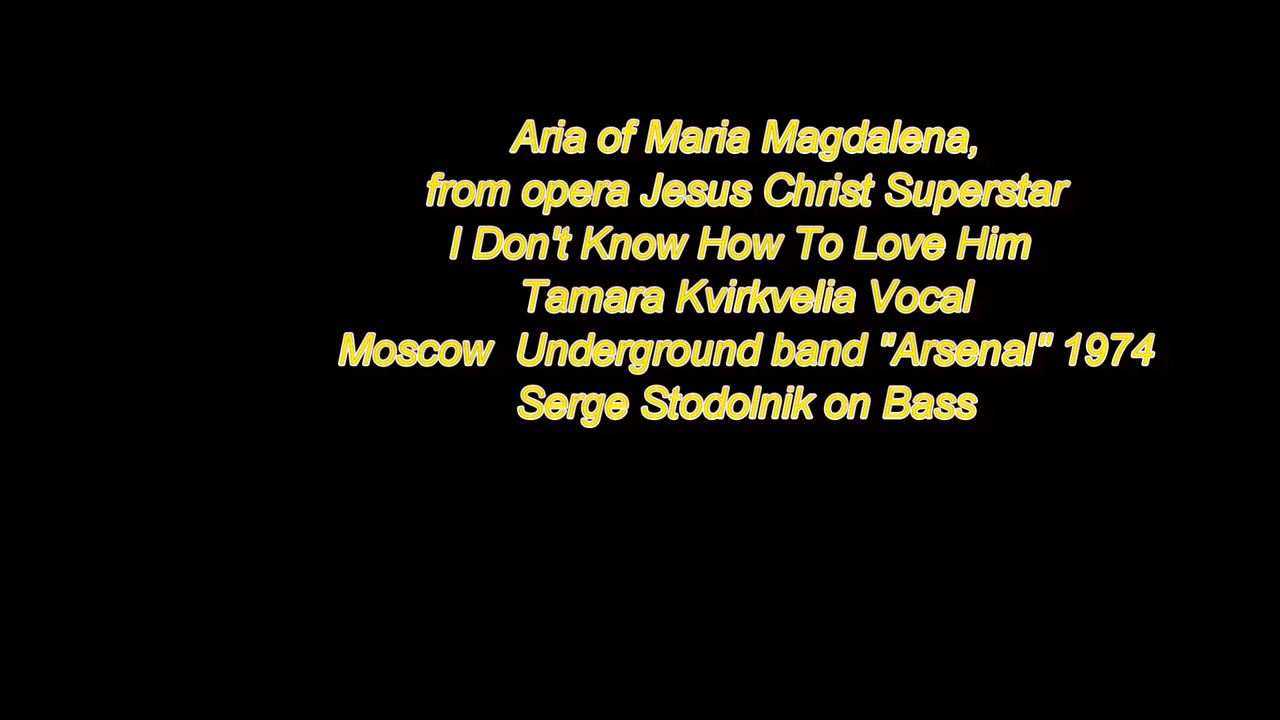 Aria of Maria Magdalena,
from opera Jesus Christ Superstar
I Don't Know How To Love Him
Tamara Kvirkvelia Vocal
Moscow  Underground band "Arsenal" 1974
Serge Stodolnik on Bass